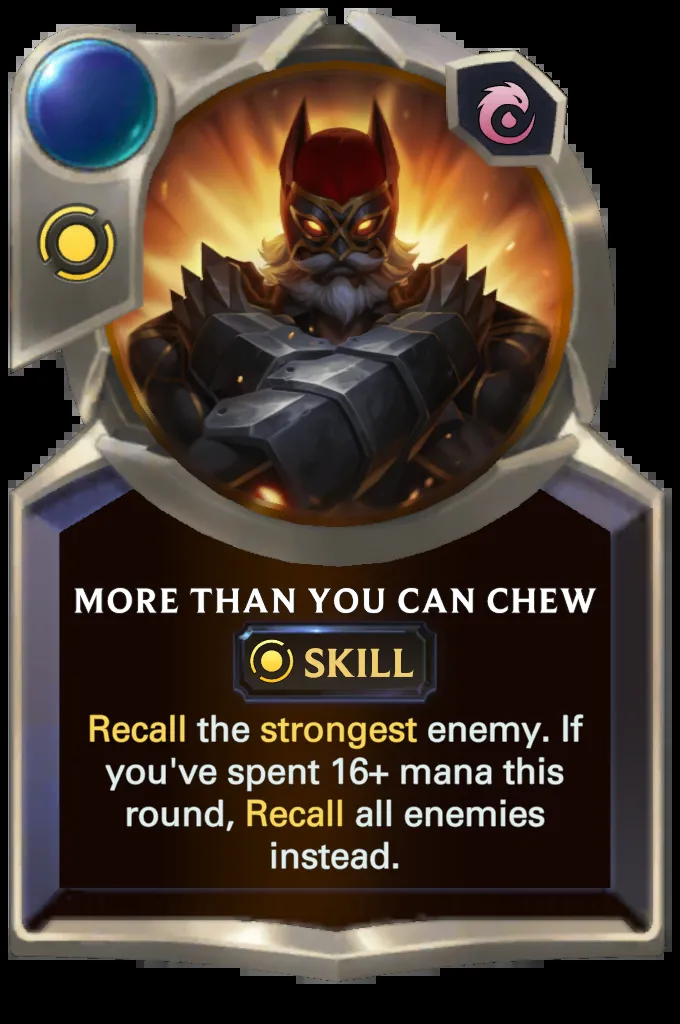 MORE THAN YOU CAN CHEW
SKILL
Recall the strongest enemy. If
you've spent 16+ mana this
round, Recall all enemies
instead.